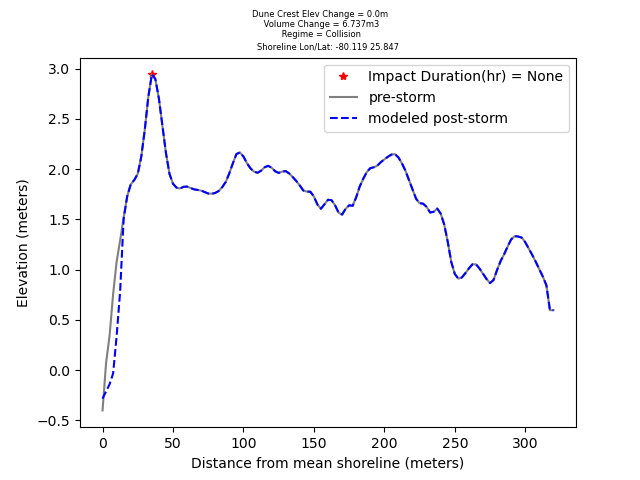 Dune Crest Elev Change = 0.0m
Volume Change = 6.737m3
Regime = Collision
Shoreline Lon/Lat: -80.119 25.847
Impact Duration(hr) = None
pre-storm
modeled post-storm
Elevation (meters)
3.0
2.5
2.0
1.5
1.0
0.5
0.0
−0.5
0 50 100 150 200 250 300
Distance from mean shoreline (meters)